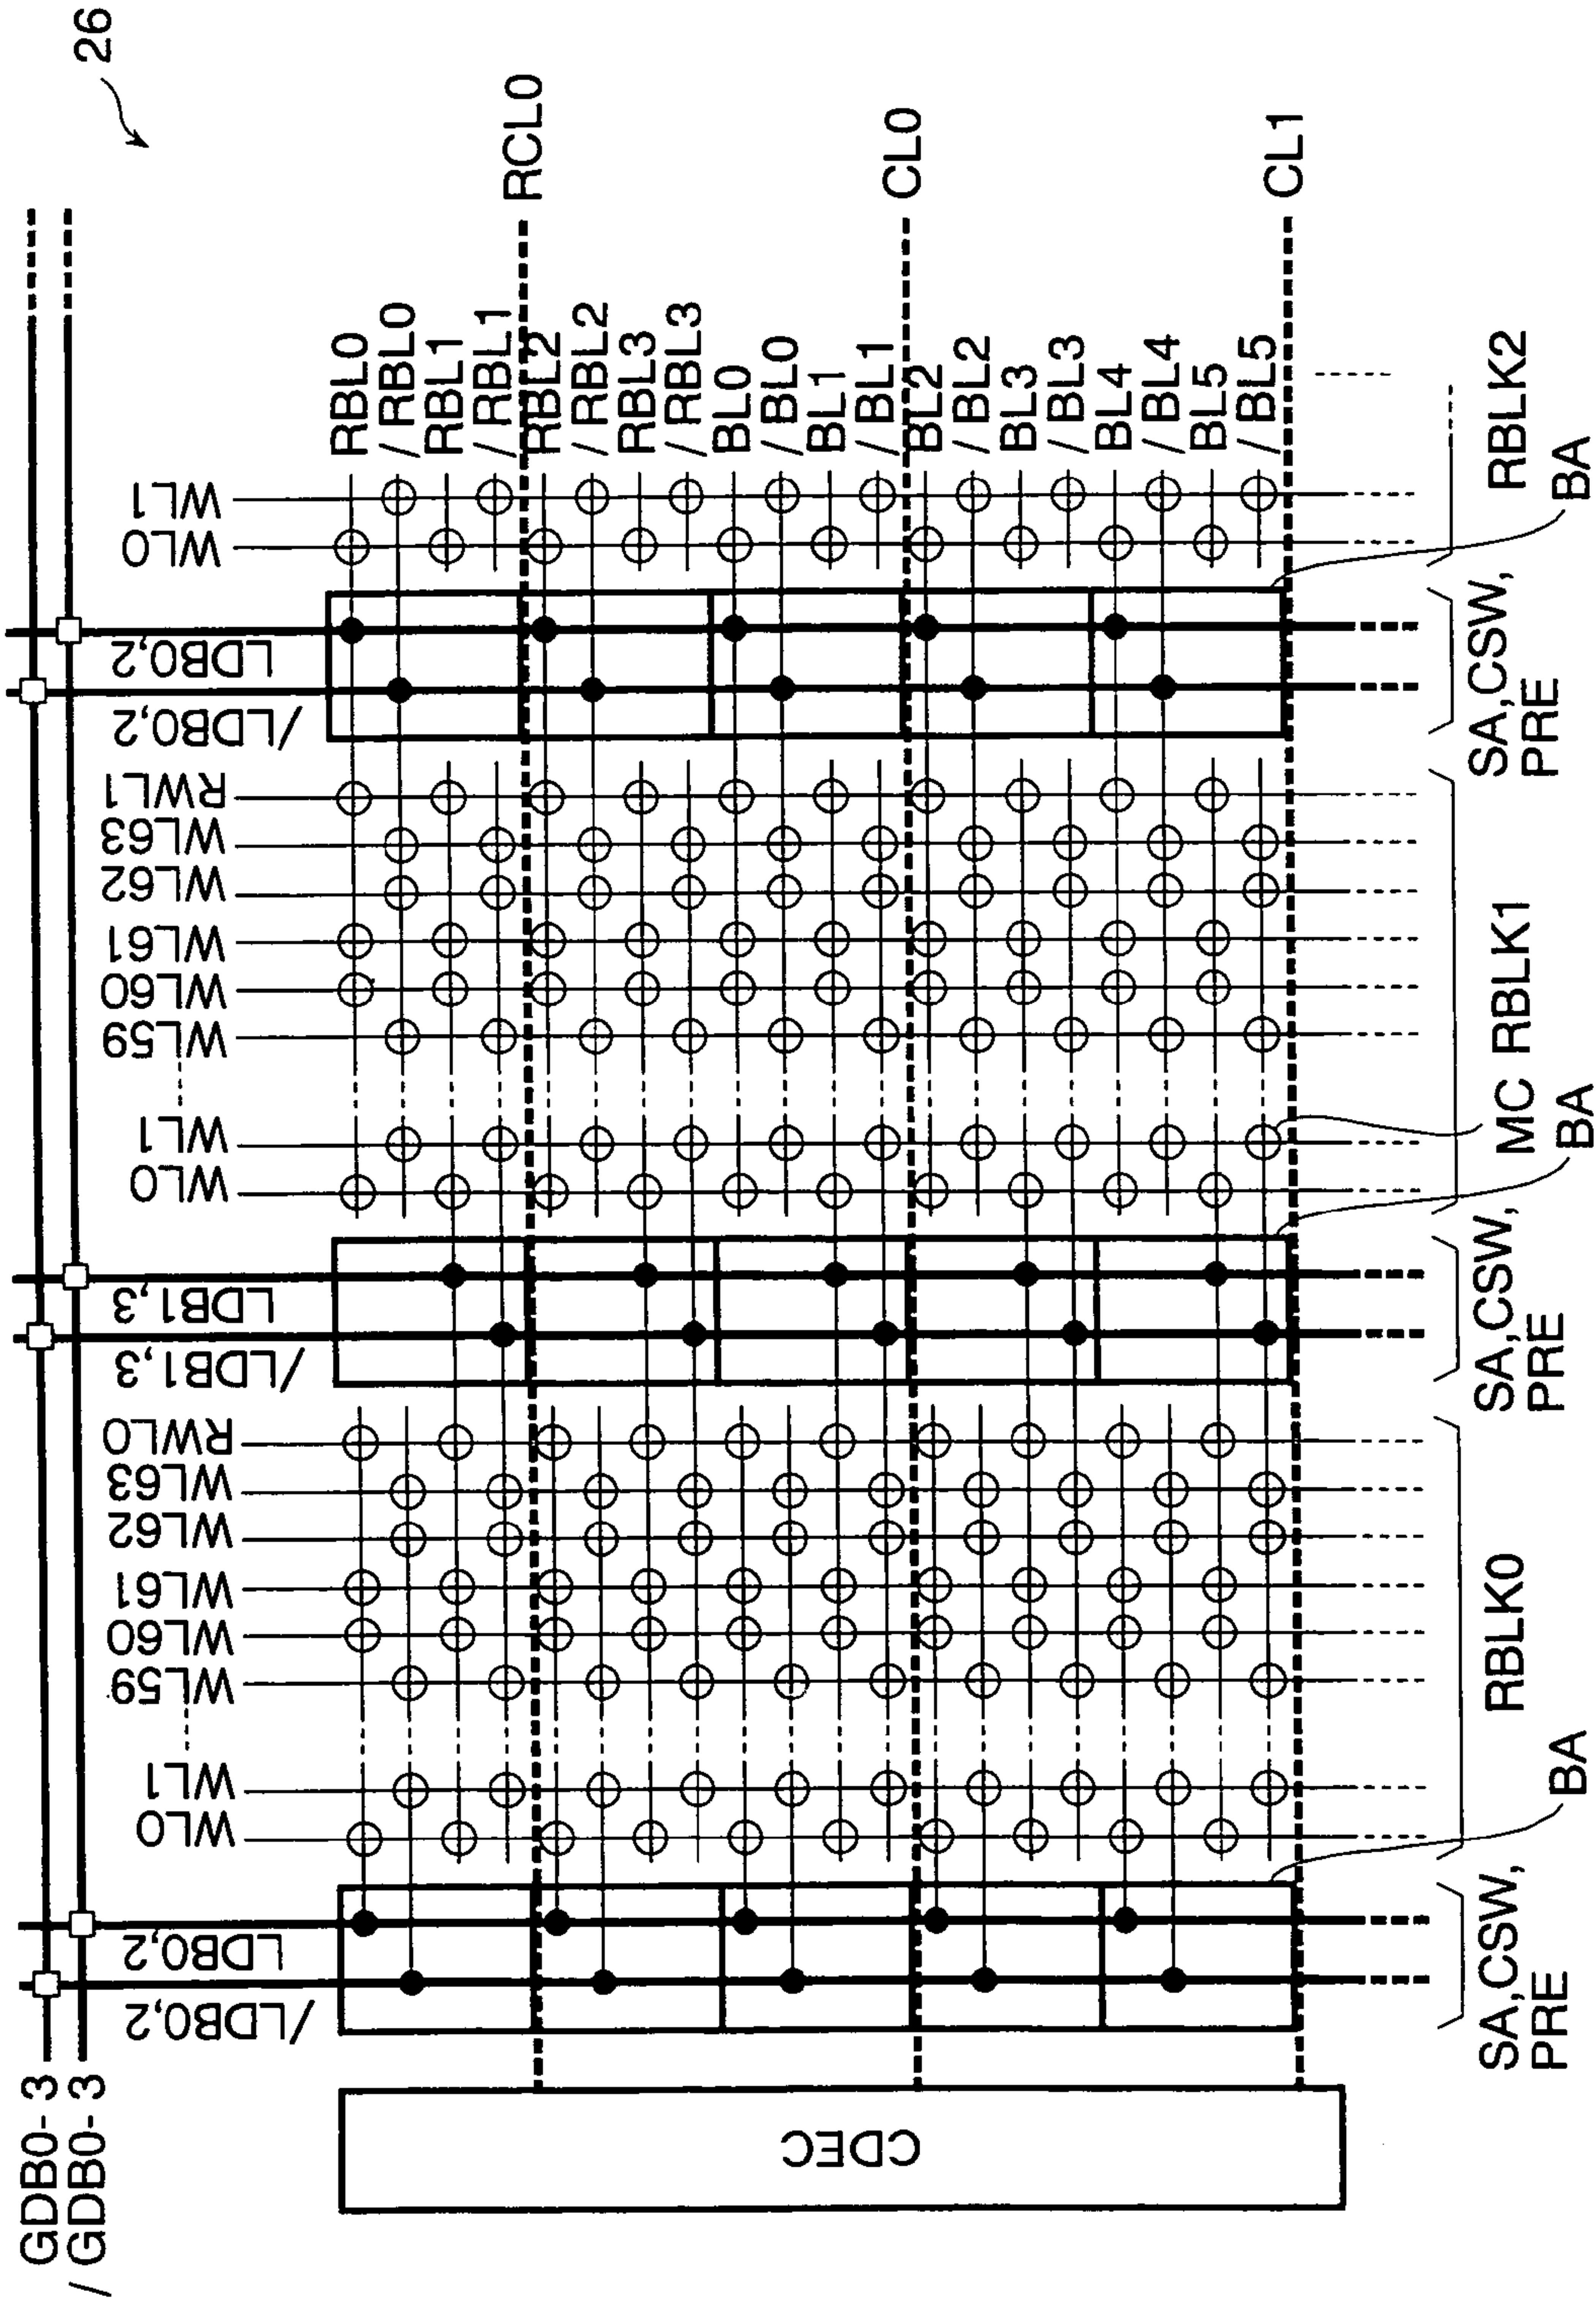 26
GDB0-3
/GDB0-3
RCL0
CL0
CL1
RBL0
/RBL0
RBL1
/RBL1
RBL2
/RBL2
RBL3
/RBL3
BL0
/BL0
BL1
/BL1
BL2
/BL2
BL3
/BL3
BL4
/BL4
BL5
/BL5
CDEC
/LDB0,2
LDB0,2
WL0
WL1
WL59
WL60
WL61
WL62
WL63
RWL0
/LDB1,3
LDB1,3
WL0
WL1
WL59
WL60
WL61
WL62
WL63
RWL1
/LDB0,2
LDB0,2
WL0
WL1
SA,CSW,
PRE
BA
RBLK0
SA,CSW,
PRE
BA
MC
RBLK1
SA,CSW,
PRE
BA
RBLK2